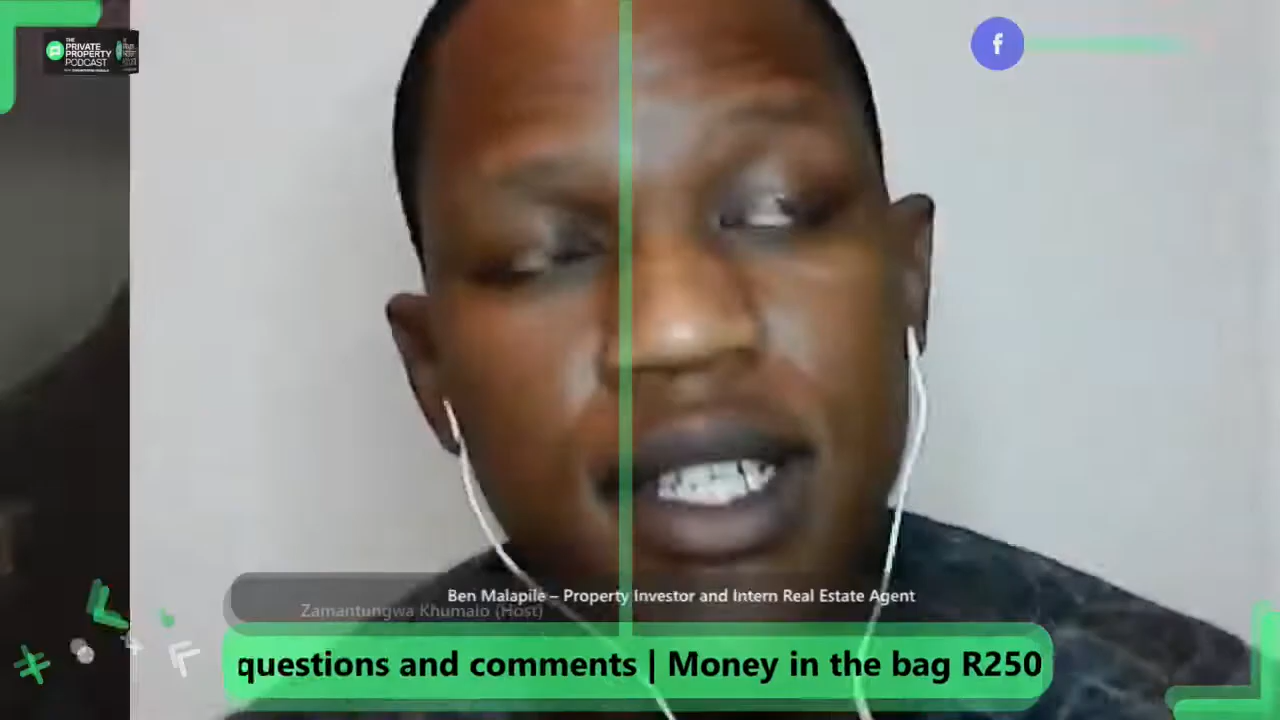 THE
PRIVATE
PROPERTY
PODCAST
f
Ben Malapile – Property Investor and Intern Real Estate Agent
Zamantungwa Khumalo (Host)
questions and comments | Money in the bag R250